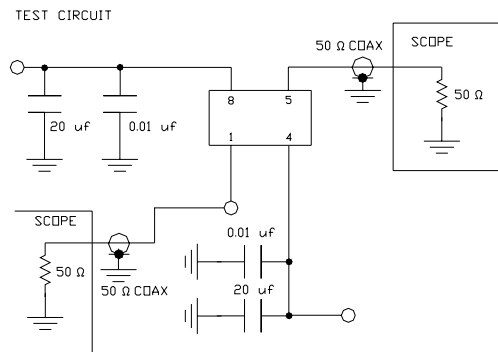 TEST CIRCUIT
50 Ω COAX
SCOPE
8
5
50 Ω
20 uf
0.01 uf
1
4
SCOPE
0.01 uf
50 Ω
50 Ω COAX
20 uf